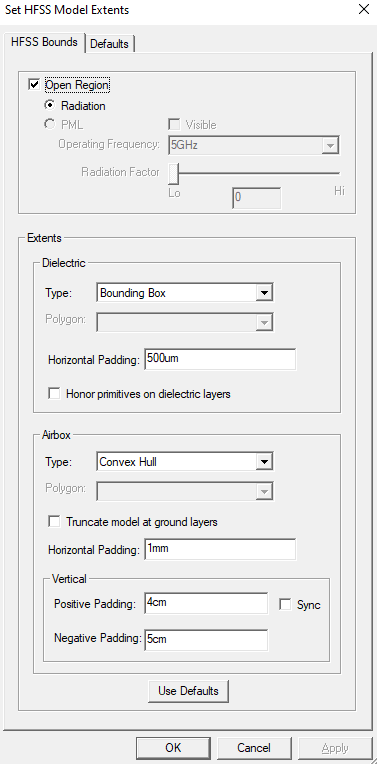 Set HFSS Model Extents
HFSS Bounds Defaults
Open Region
Radiation
PML Visible
Operating Frequency: 5GHz
Radiation Factor
Lo Hi
0
Extents
Dielectric
Type: Bounding Box
Polygon:
Horizontal Padding: 500um
Honor primitives on dielectric layers
Airbox
Type: Convex Hull
Polygon:
Truncate model at ground layers
Horizontal Padding: 1mm
Vertical
Positive Padding: 4cm Sync
Negative Padding: 5cm
Use Defaults
OK Cancel Apply